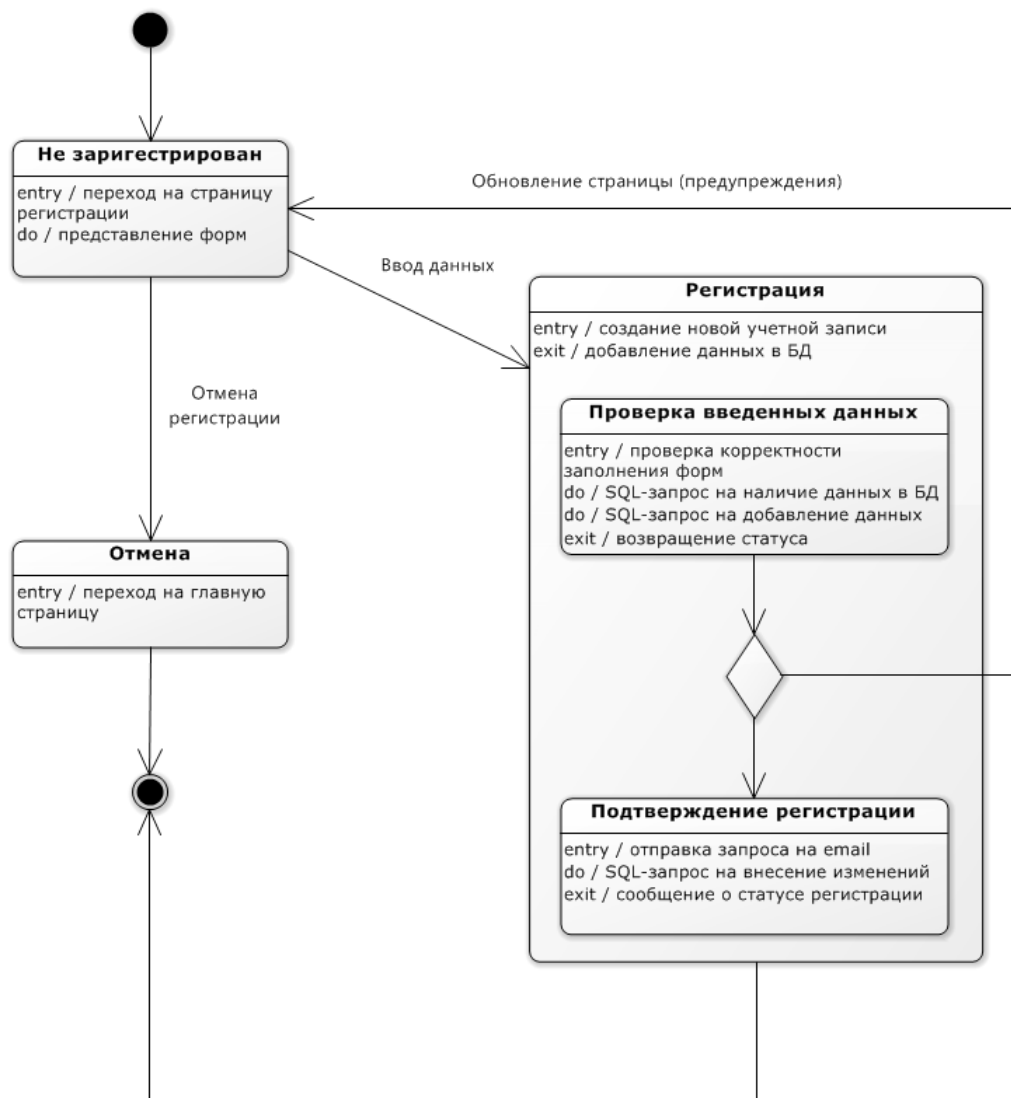 Не заригестрирован
entry / переход на страницу
регистрации
do / представление форм
Обновление страницы (предупреждения)
Ввод данных
Регистрация
entry / создание новой учетной записи
exit / добавление данных в БД
Отмена
регистрации
Проверка введенных данных
entry / проверка корректности
заполнения форм
do / SQL-запрос на наличие данных в БД
do / SQL-запрос на добавление данных
exit / возвращение статуса
Отмена
entry / переход на главную
страницу
Подтверждение регистрации
entry / отправка запроса на email
do / SQL-запрос на внесение изменений
exit / сообщение о статусе регистрации